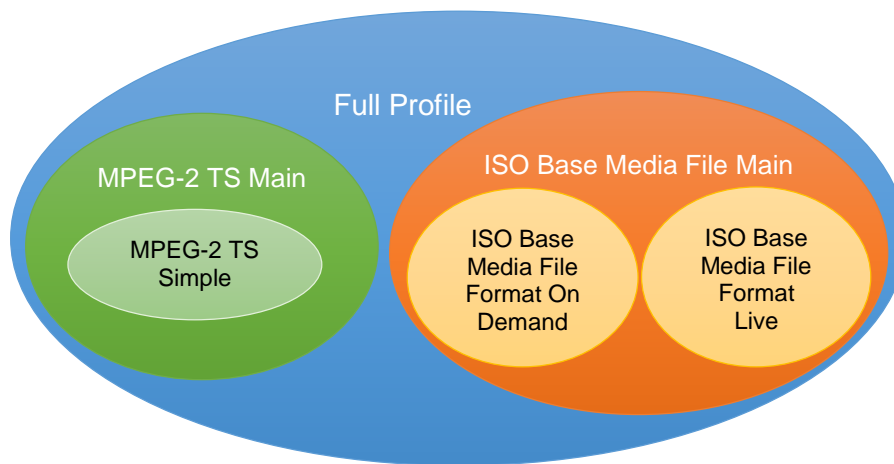 Full Profile
MPEG-2 TS Main
MPEG-2 TS
Simple
ISO Base Media File Main
ISO Base
Media File
Format On
Demand
ISO Base
Media File
Format
Live